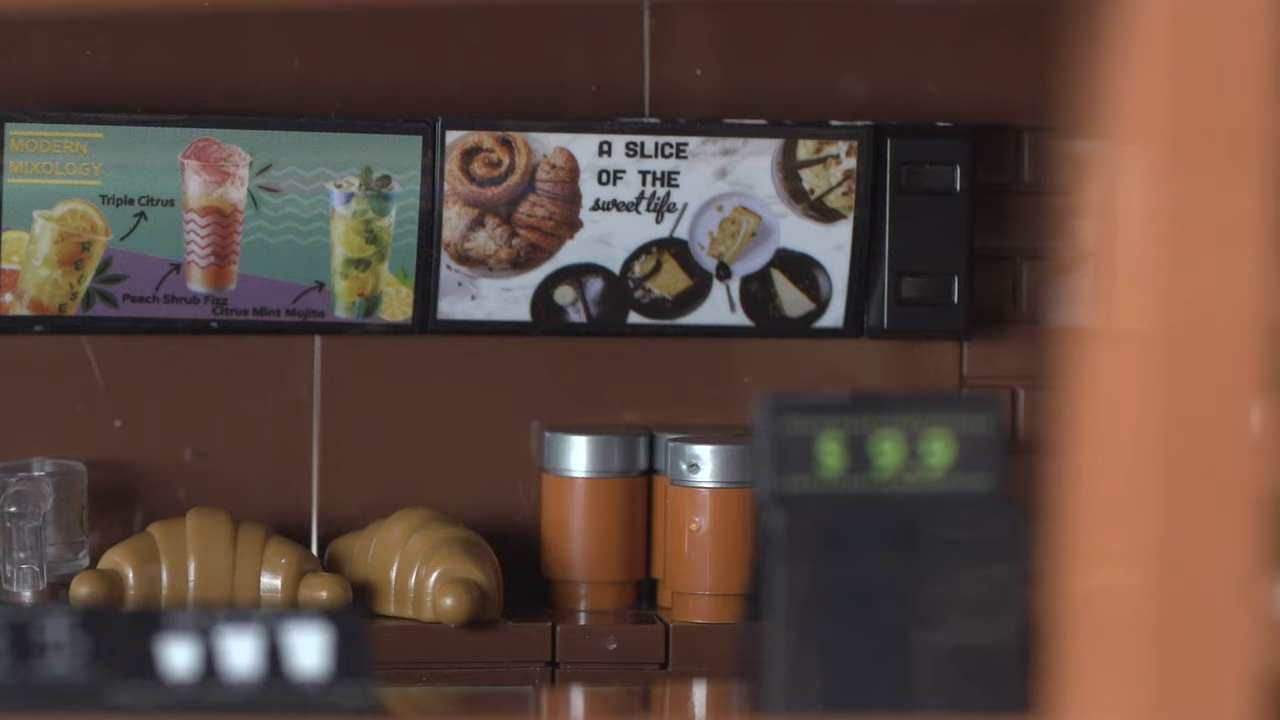 MODERN
MIXOLOGY
Triple Citrus
Peach Shrub Fizz
Citrus Mint Mojito
A SLICE
OF THE
sweet life
$ 99